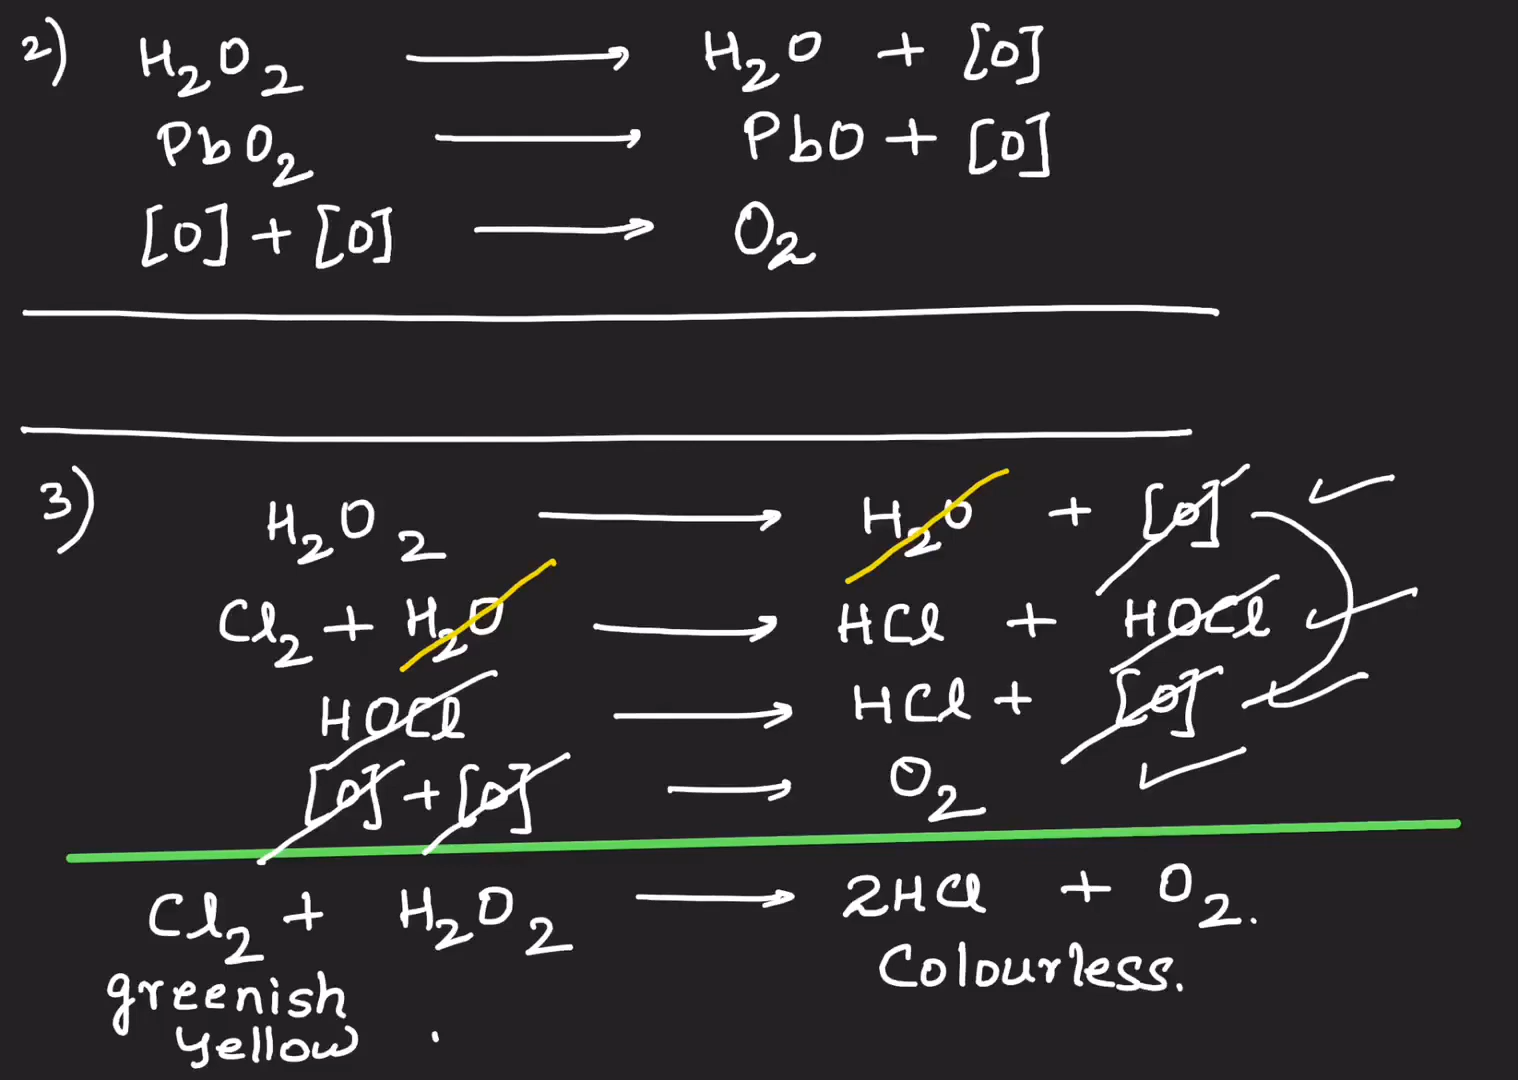 2) H₂O₂ ⟶ H₂O + [O]
PbO₂ ⟶ PbO + [O]
[O] + [O] ⟶ O₂
3) H₂O₂ ⟶ H₂O + [O]
Cl₂ + H₂O ⟶ HCl + HOCl
HOCl ⟶ HCl + [O]
[O] + [O] ⟶ O₂
Cl₂ + H₂O₂ ⟶ 2HCl + O₂.
greenish Colourless.
yellow .